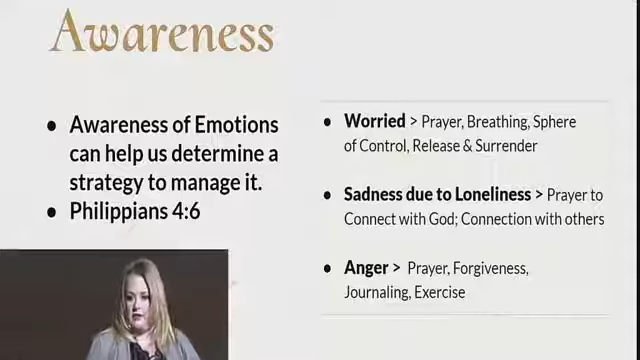 Awareness
• Awareness of Emotions
can help us determine a
strategy to manage it.
• Philippians 4:6
• Worried > Prayer, Breathing, Sphere
of Control, Release & Surrender
• Sadness due to Loneliness > Prayer to
Connect with God; Connection with others
• Anger > Prayer, Forgiveness,
Journaling, Exercise